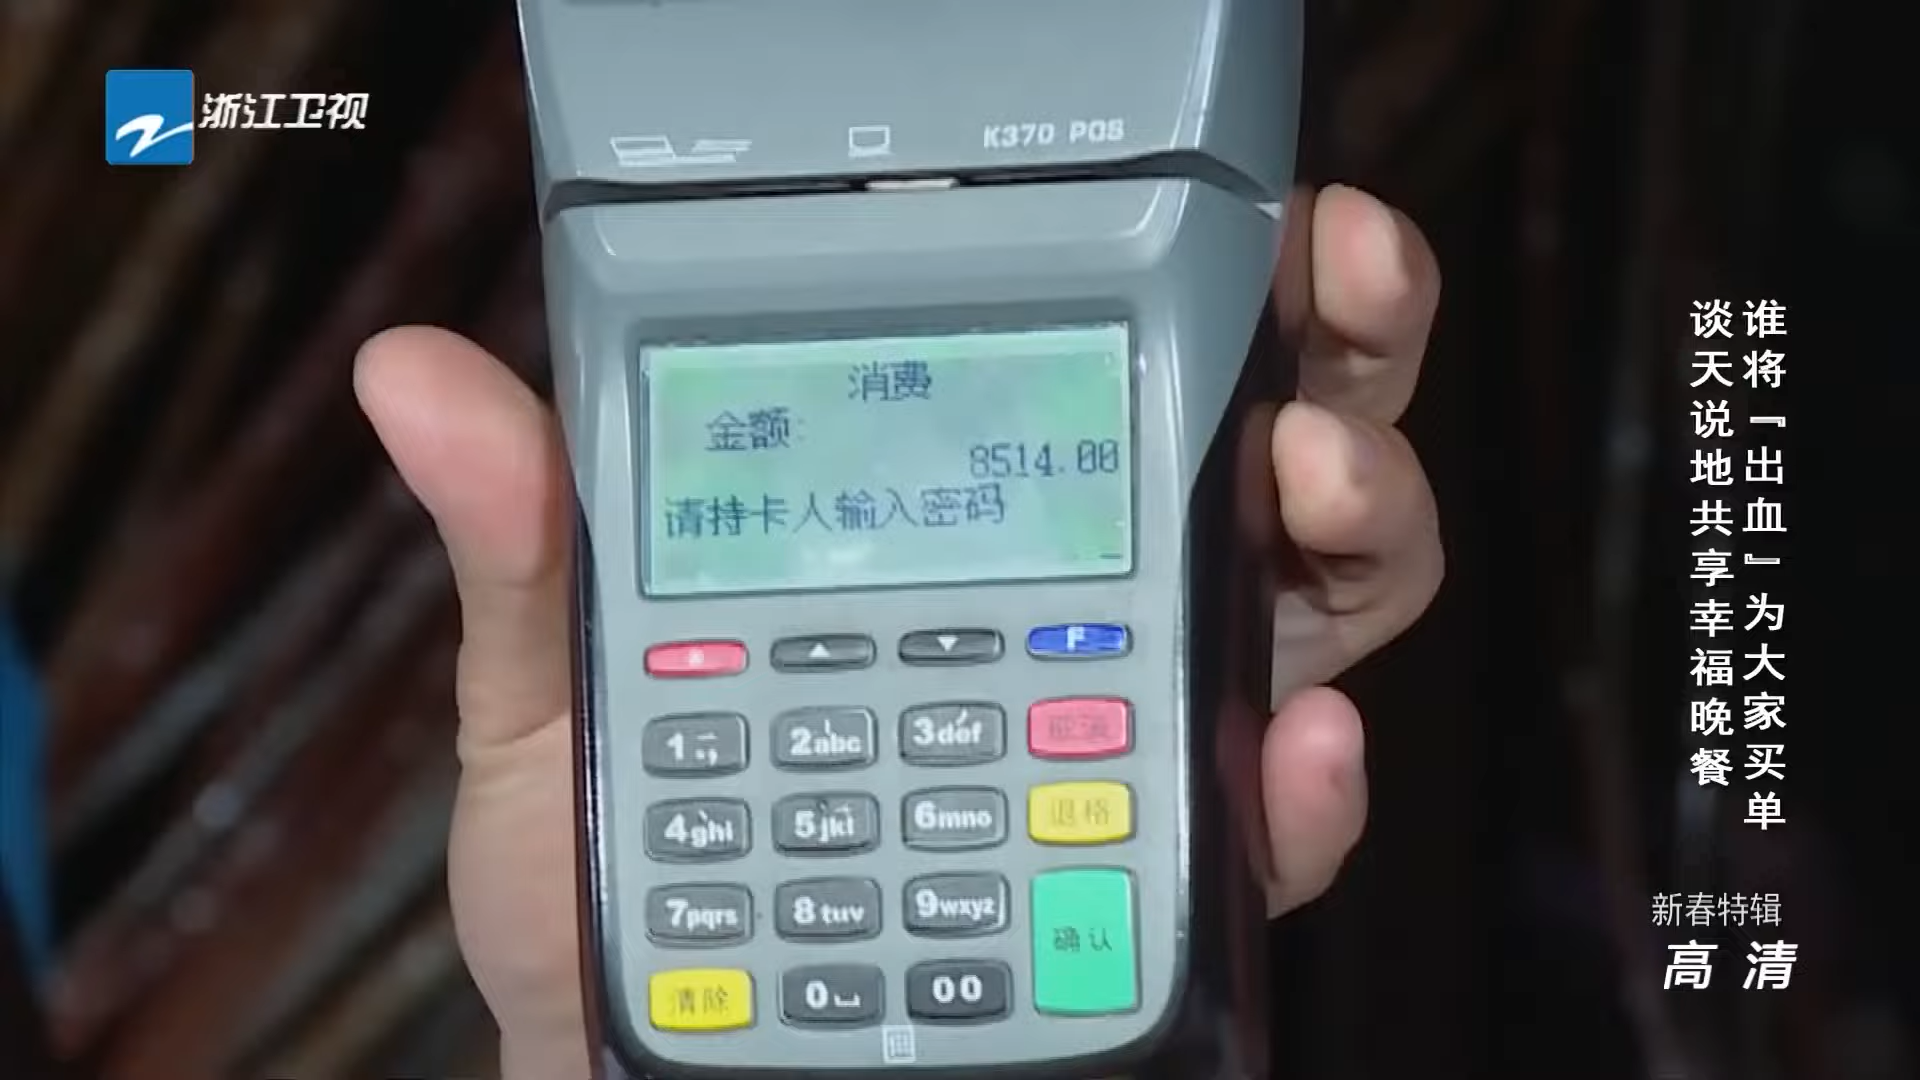 浙江卫视
K370 POS
消费
金额:
8514.00
请持卡人输入密码
F
1
2abc
3def
4ghi
5jkl
6mno
退格
7pqrs
8tuv
9wxyz
确认
清除
0
00
谁将『出血』为大家买单
谈天说地共享幸福晚餐
新春特辑
高清